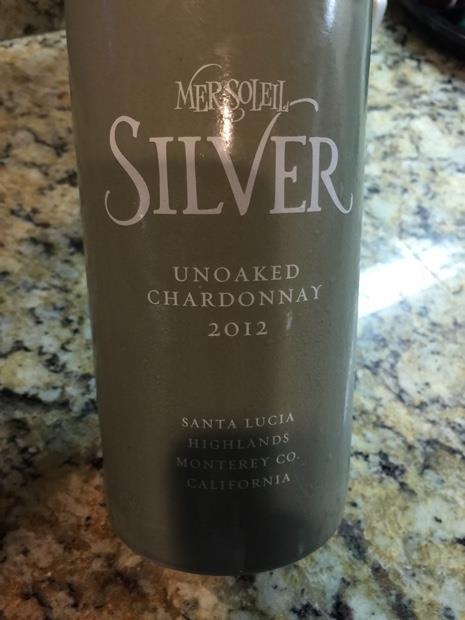 MER SOLEIL
SILVER
UNOAKED
CHARDONNAY
2012
SANTA LUCIA
HIGHLANDS
MONTEREY CO.
CALIFORNIA